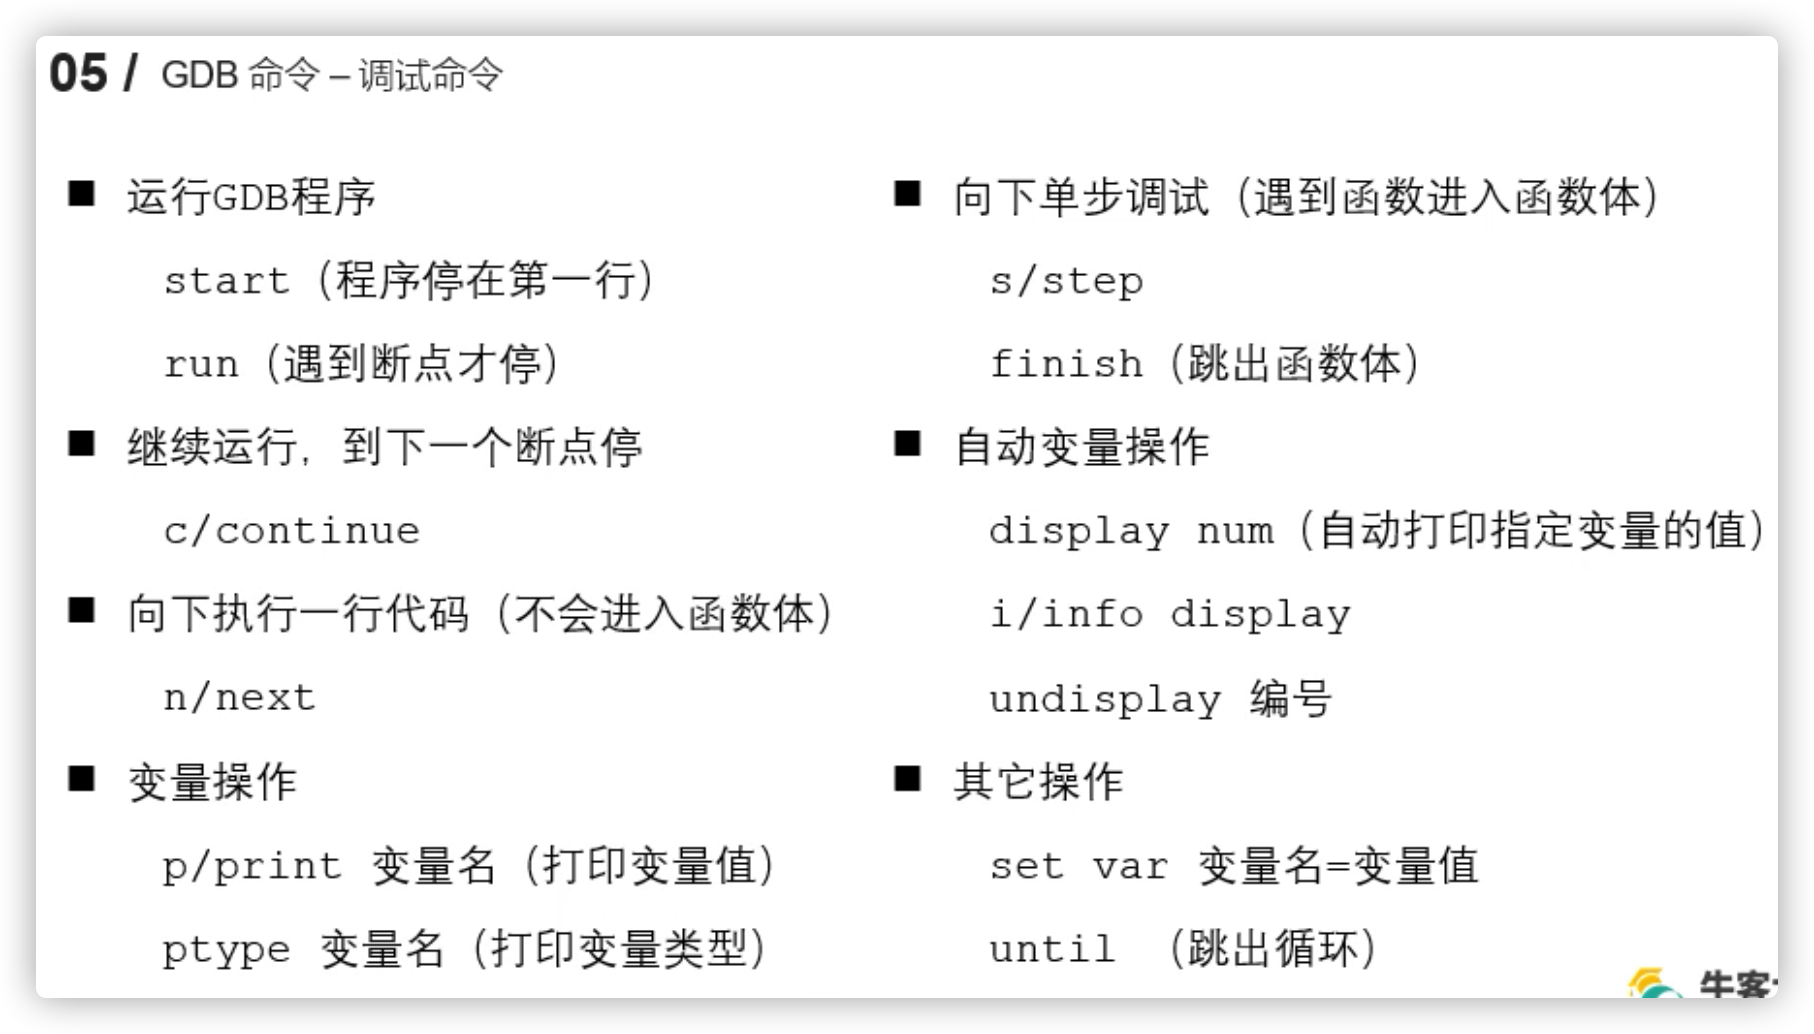 05 / GDB 命令 – 调试命令
■ 运行GDB程序
start（程序停在第一行）
run（遇到断点才停）
■ 继续运行，到下一个断点停
c/continue
■ 向下执行一行代码（不会进入函数体）
n/next
■ 变量操作
p/print 变量名（打印变量值）
ptype 变量名（打印变量类型）
■ 向下单步调试（遇到函数进入函数体）
s/step
finish（跳出函数体）
■ 自动变量操作
display num（自动打印指定变量的值）
i/info display
undisplay 编号
■ 其它操作
set var 变量名=变量值
until （跳出循环）
牛客